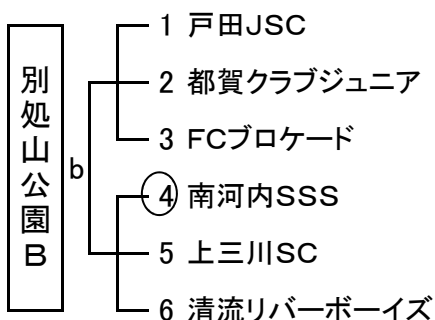 別処山公園B
b
1 戸田JSC
2 都賀クラブジュニア
3 FCブロケード
4 南河内SSS
5 上三川SC
6 清流リバーボーイズ